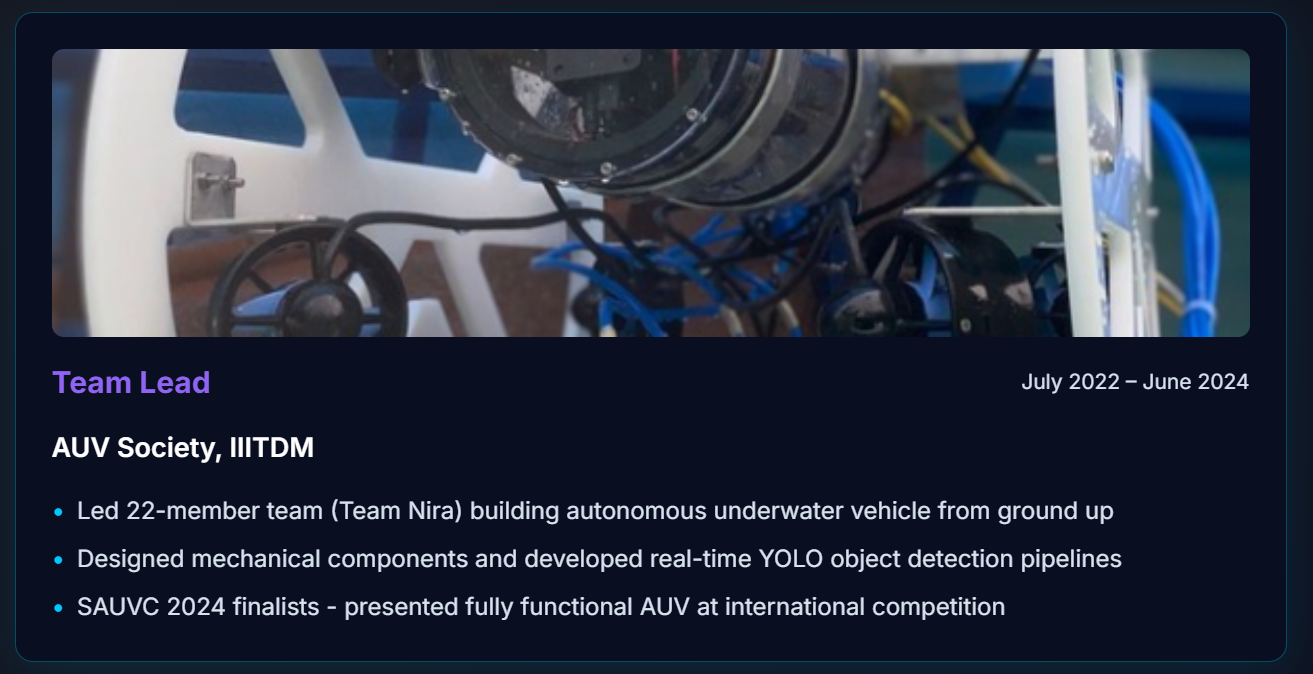 Team Lead
July 2022 – June 2024
AUV Society, IIITDM
• Led 22-member team (Team Nira) building autonomous underwater vehicle from ground up
• Designed mechanical components and developed real-time YOLO object detection pipelines
• SAUVC 2024 finalists - presented fully functional AUV at international competition